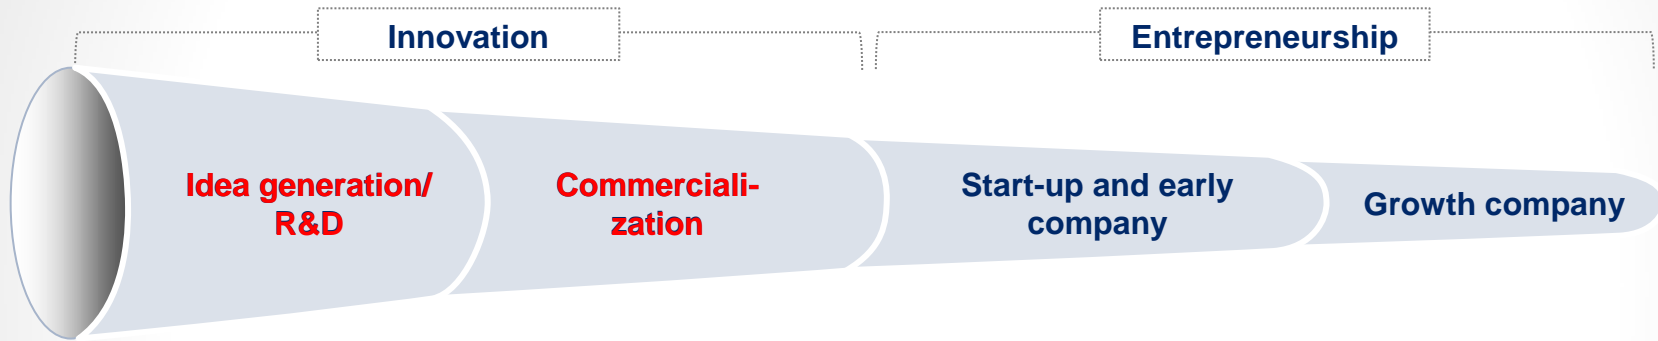 Innovation
Entrepreneurship
Idea generation/
R&D
Commerciali-
zation
Start-up and early
company
Growth company